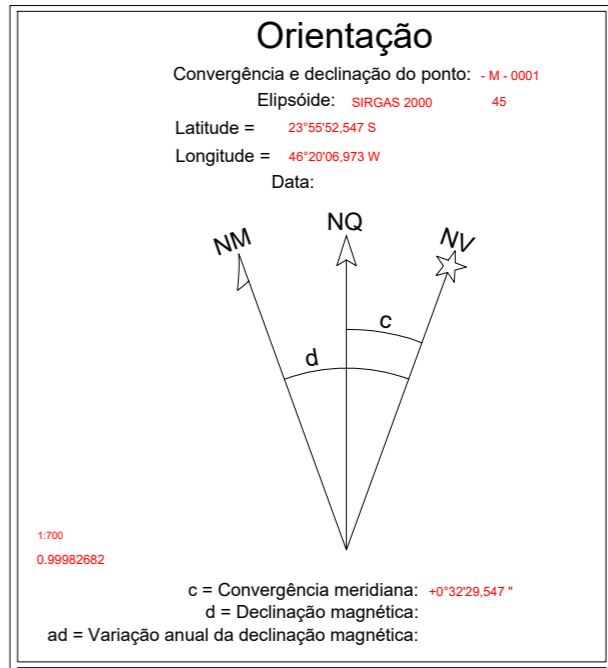 Orientação
Convergência e declinação do ponto: - M - 0001
Elipsóide: SIRGAS 2000 45
Latitude = 23°55'52,547 S
Longitude = 46°20'06,973 W
Data:
NM NQ NV
c
d
1:700
0.99982682
c = Convergência meridiana: +0°32'29,547 "
d = Declinação magnética:
ad = Variação anual da declinação magnética: